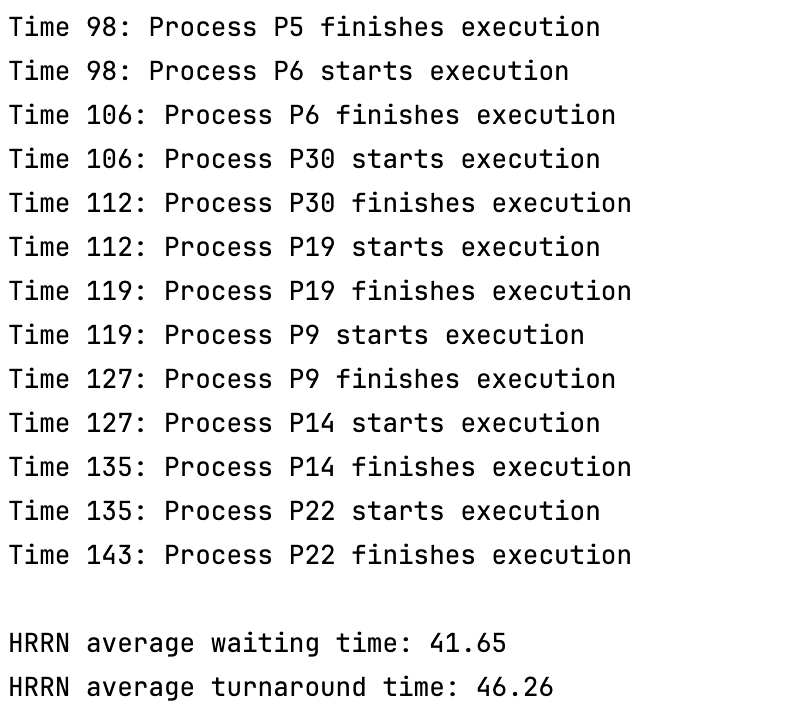 Time 98: Process P5 finishes execution
Time 98: Process P6 starts execution
Time 106: Process P6 finishes execution
Time 106: Process P30 starts execution
Time 112: Process P30 finishes execution
Time 112: Process P19 starts execution
Time 119: Process P19 finishes execution
Time 119: Process P9 starts execution
Time 127: Process P9 finishes execution
Time 127: Process P14 starts execution
Time 135: Process P14 finishes execution
Time 135: Process P22 starts execution
Time 143: Process P22 finishes execution
HRRN average waiting time: 41.65
HRRN average turnaround time: 46.26